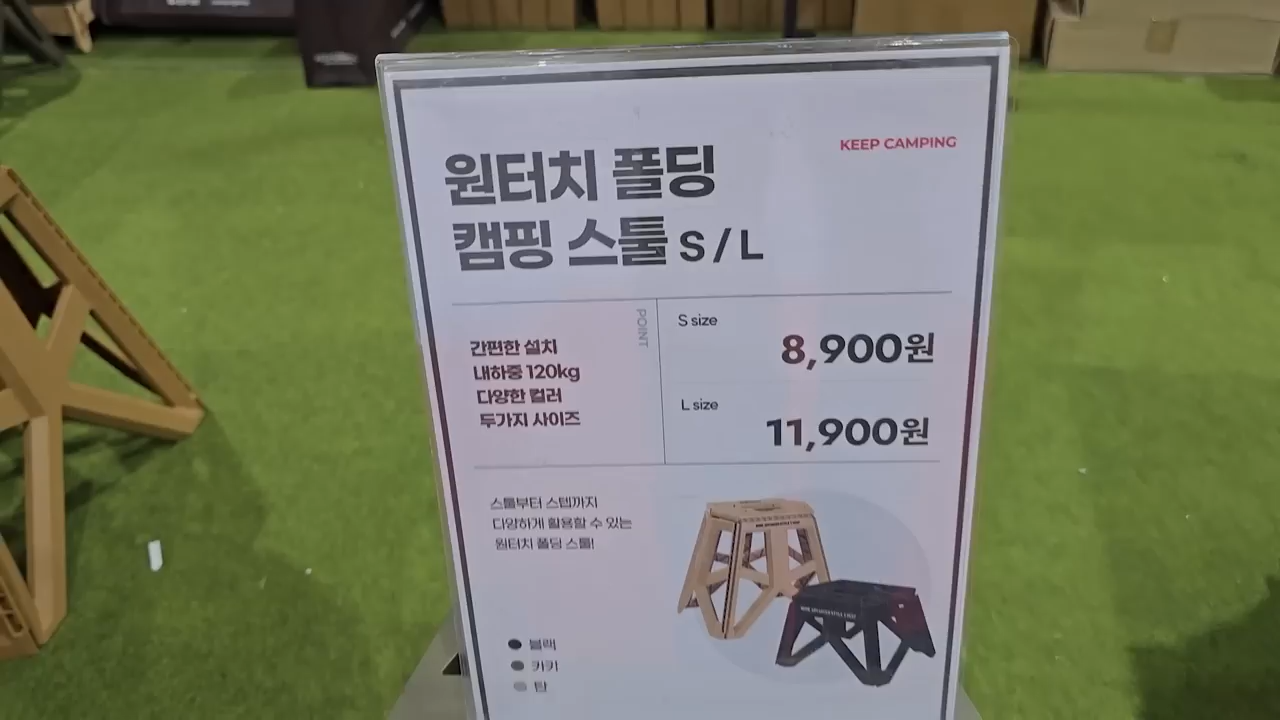 KEEP CAMPING
원터치 폴딩
캠핑 스툴 S / L
POINT
간편한 설치
내하중 120kg
다양한 컬러
두가지 사이즈
S size
8,900원
L size
11,900원
스툴부터 스텝까지
다양하게 활용할 수 있는
원터치 폴딩 스툴!
블랙
카키
탄